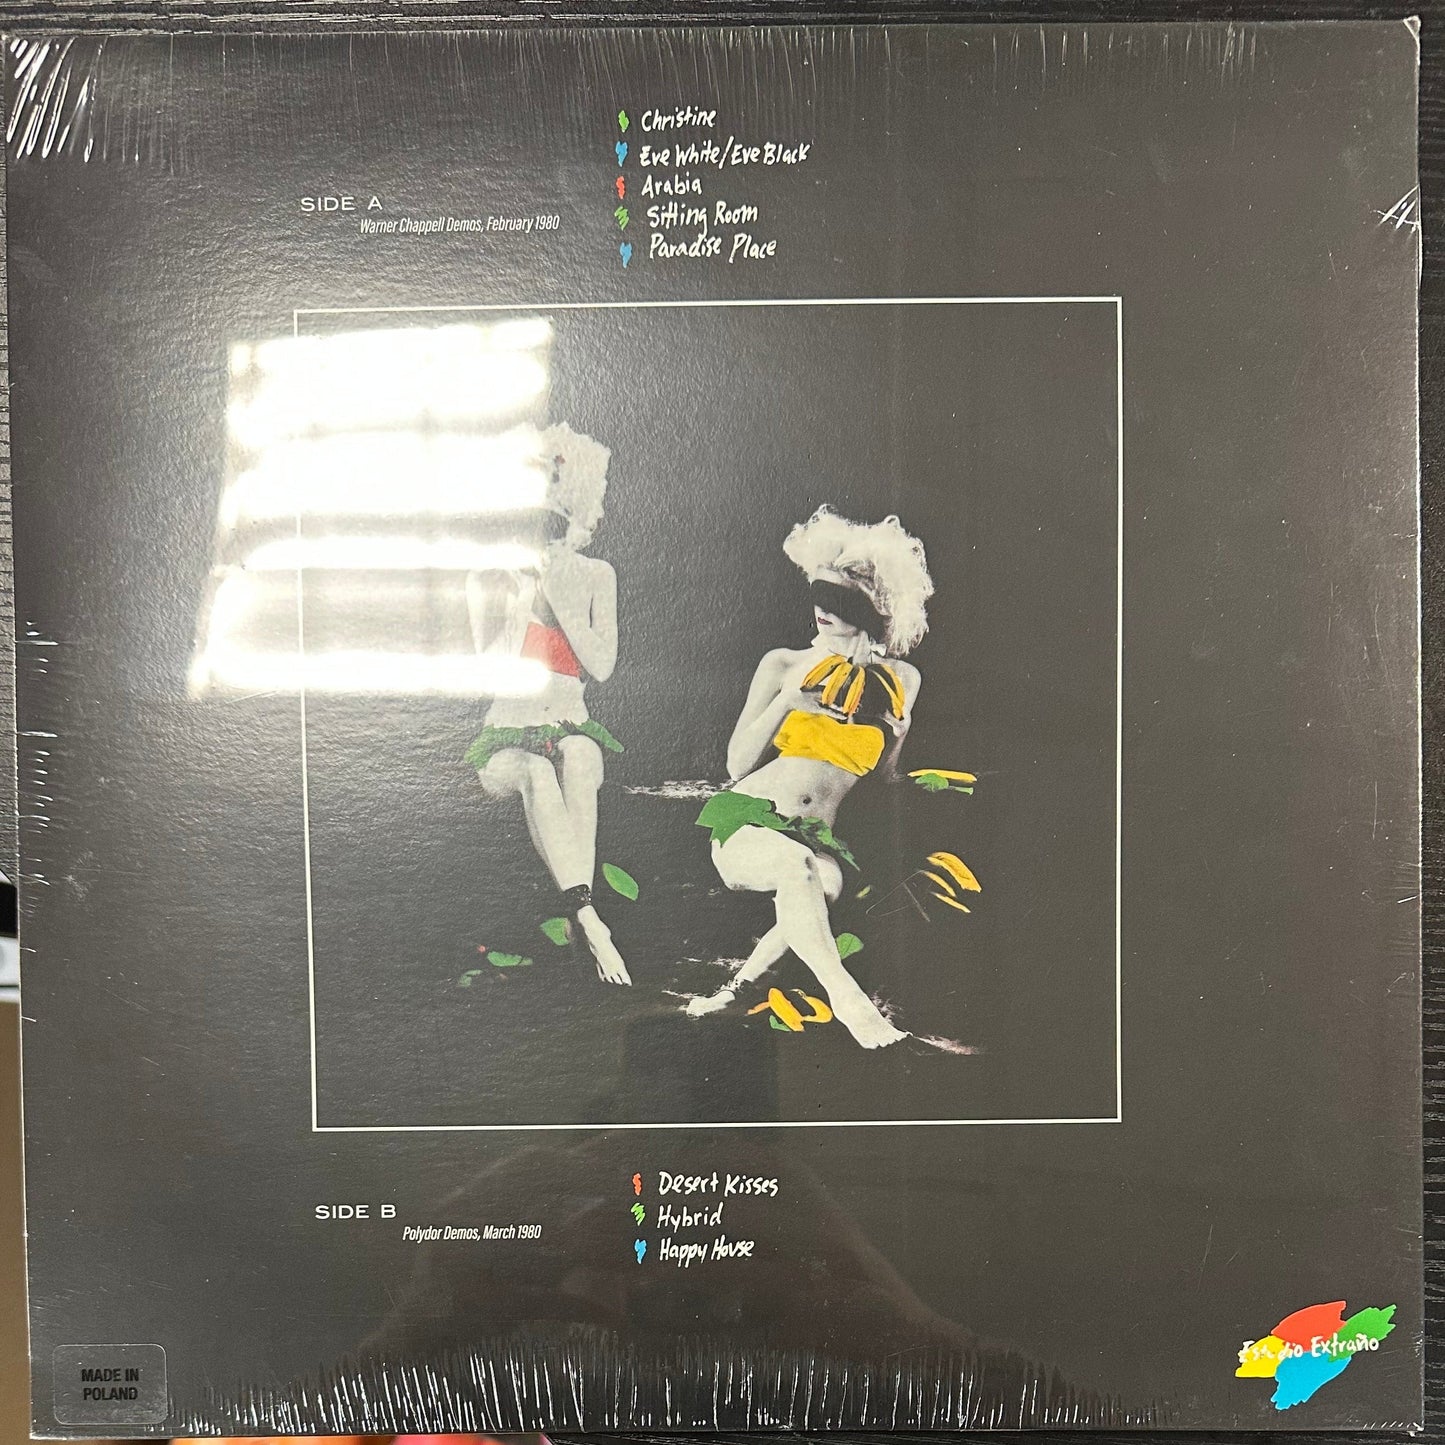 Christine
Eve White/Eve Black
Arabia
Sitting Room
Paradise Place
SIDE A
Warner Chappell Demos, February 1980
Desert Kisses
Hybrid
Happy House
SIDE B
Polydor Demos, March 1980
Estudio Extraño
MADE IN
POLAND